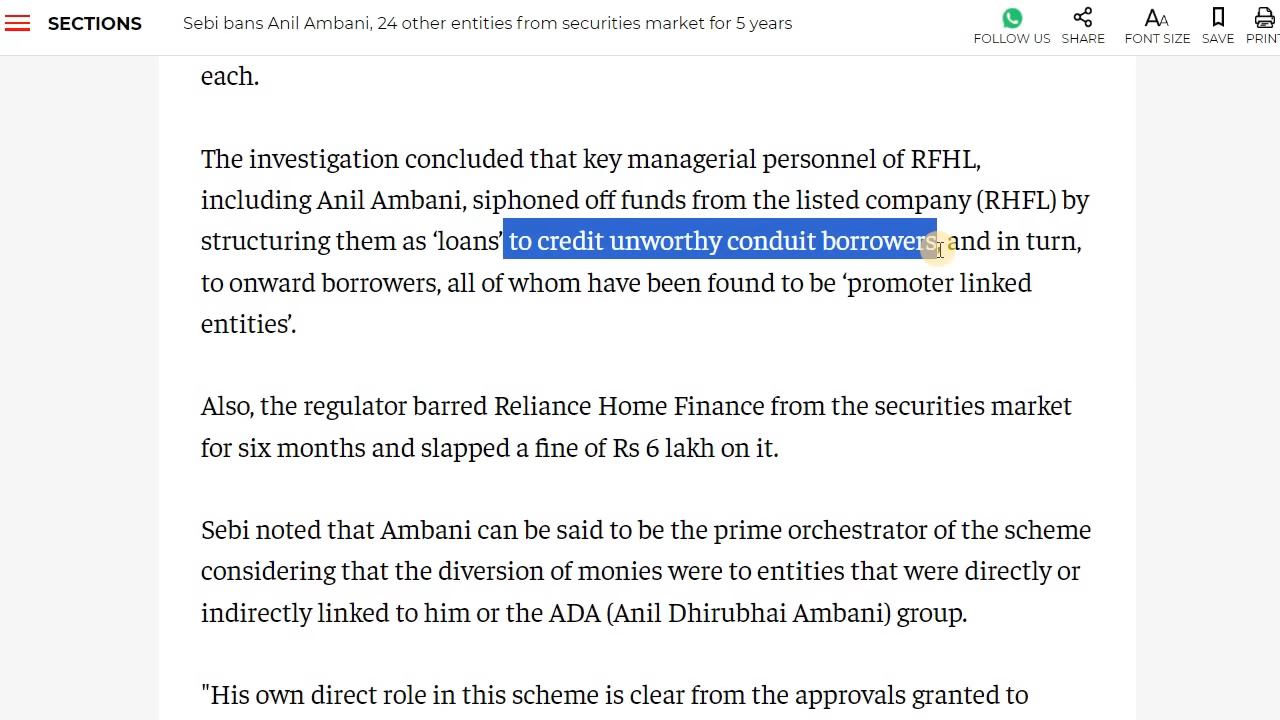 SECTIONS
Sebi bans Anil Ambani, 24 other entities from securities market for 5 years
FOLLOW US
SHARE
FONT SIZE
SAVE
PRINT
each.
The investigation concluded that key managerial personnel of RFHL,
including Anil Ambani, siphoned off funds from the listed company (RHFL) by
structuring them as ‘loans’ to credit unworthy conduit borrowers, and in turn,
to onward borrowers, all of whom have been found to be ‘promoter linked
entities’.
Also, the regulator barred Reliance Home Finance from the securities market
for six months and slapped a fine of Rs 6 lakh on it.
Sebi noted that Ambani can be said to be the prime orchestrator of the scheme
considering that the diversion of monies were to entities that were directly or
indirectly linked to him or the ADA (Anil Dhirubhai Ambani) group.
"His own direct role in this scheme is clear from the approvals granted to